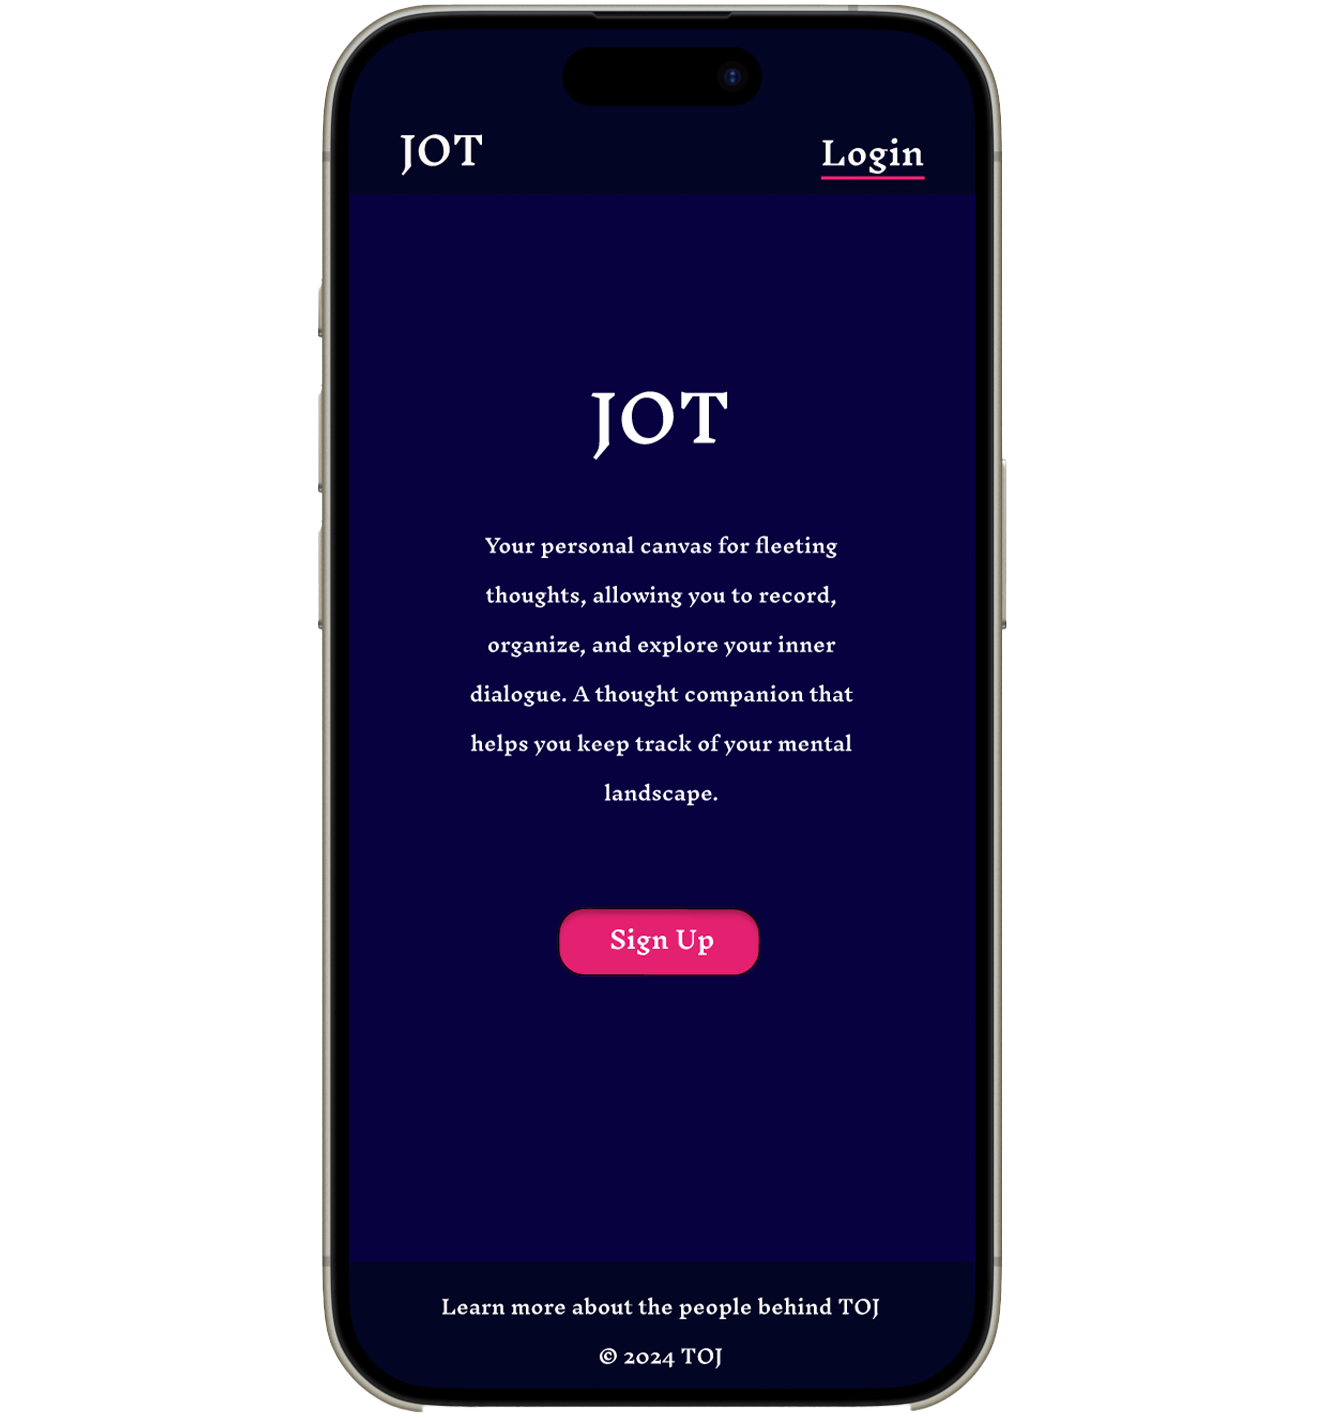 JOT
Login
JOT
Your personal canvas for fleeting
thoughts, allowing you to record,
organize, and explore your inner
dialogue. A thought companion that
helps you keep track of your mental
landscape.
Sign Up
Learn more about the people behind TOJ
© 2024 TOJ